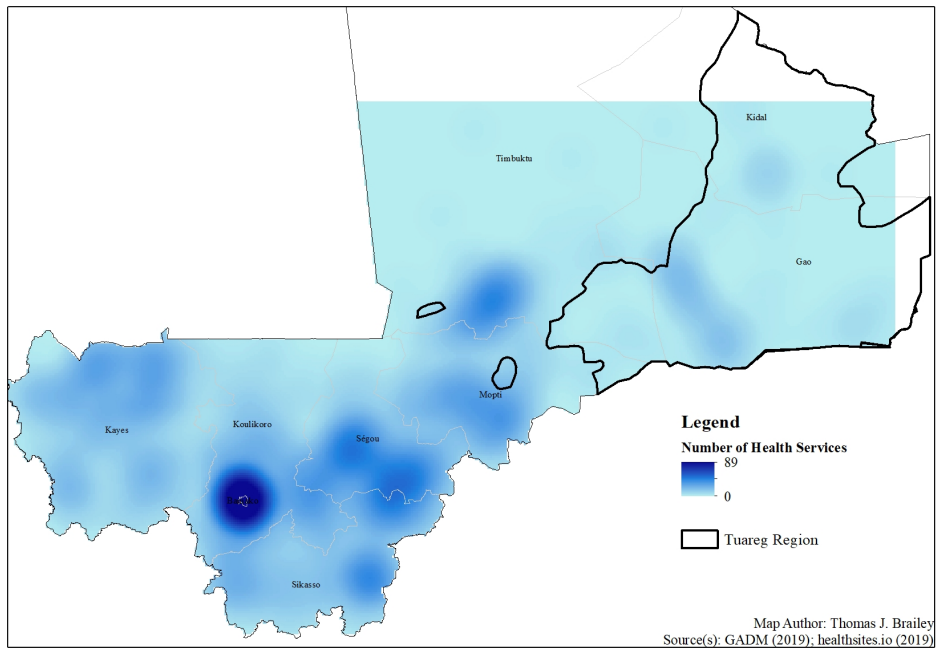 Kidal
Timbuktu
Gao
Mopti
Kayes
Koulikoro
Ségou
Sikasso
Legend
Number of Health Services
89
0
Tuareg Region
Map Author: Thomas J. Brailey
Source(s): GADM (2019); healthsites.io (2019)